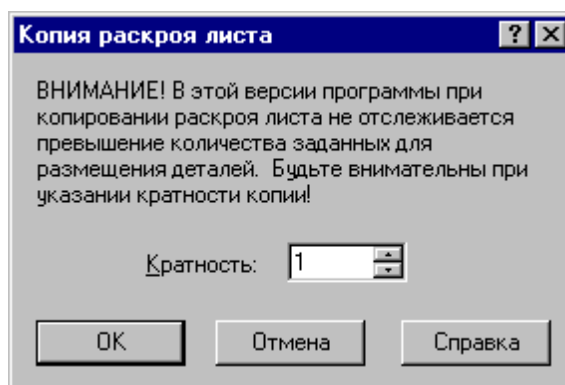 Копия раскроя листа
ВНИМАНИЕ! В этой версии программы при
копировании раскроя листа не отслеживается
превышение количества заданных для
размещения деталей. Будьте внимательны при
указании кратности копии!
Кратность: 1
OK Отмена Справка